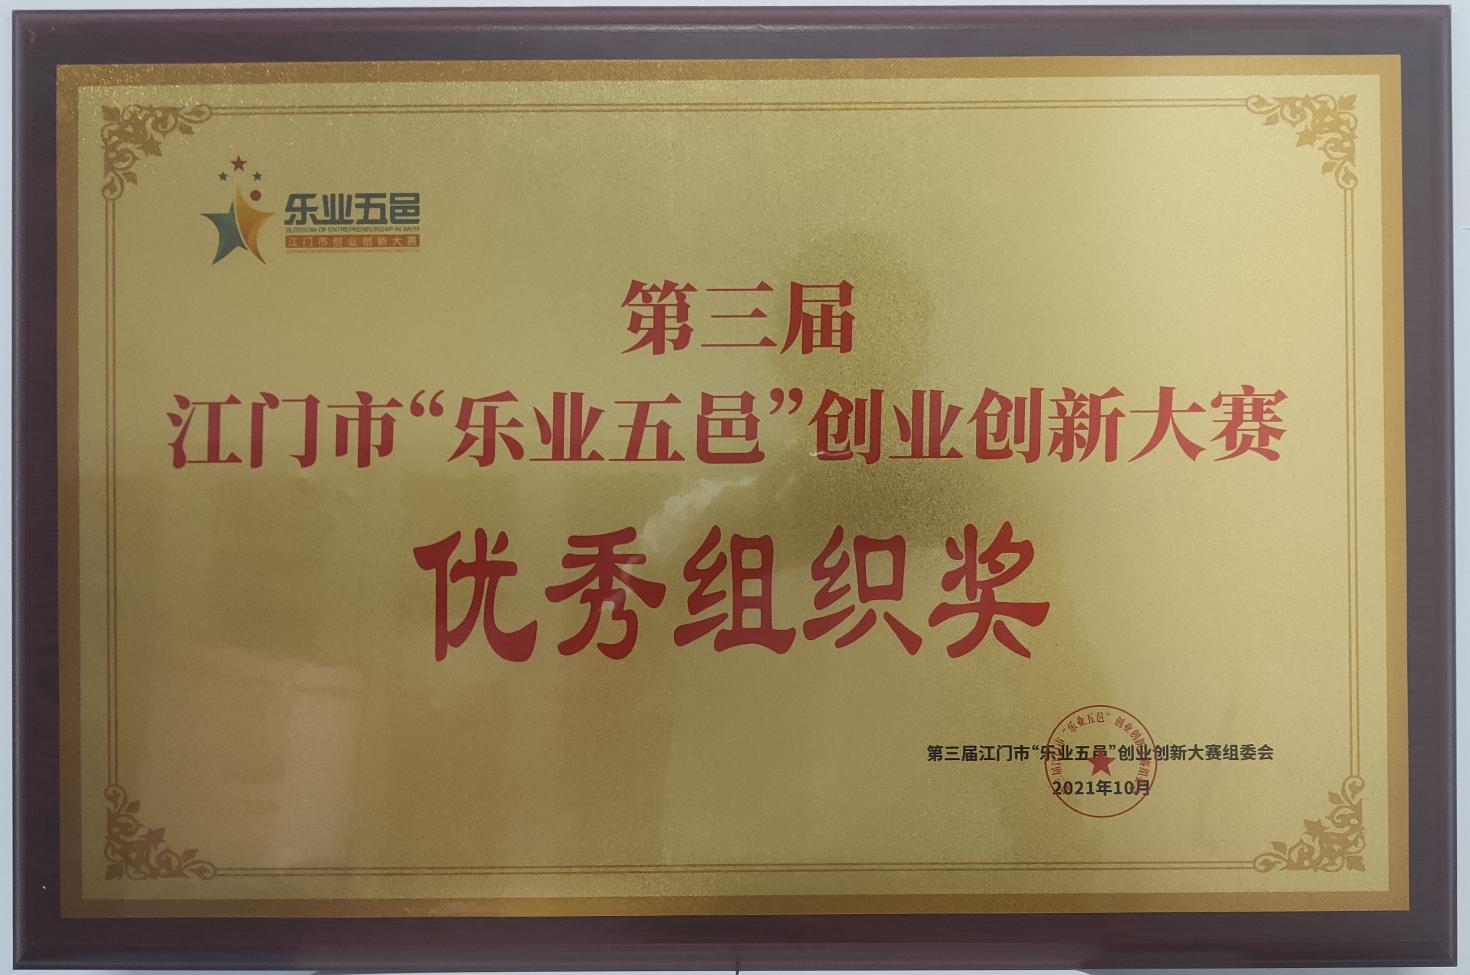 乐业五邑
BLOSSOM OF ENTREPRENEURSHIP IN WUYI
江门市创业创新大赛
第三届
江门市“乐业五邑”创业创新大赛
优秀组织奖
第三届江门市“乐业五邑”创业创新大赛组委会
2021年10月